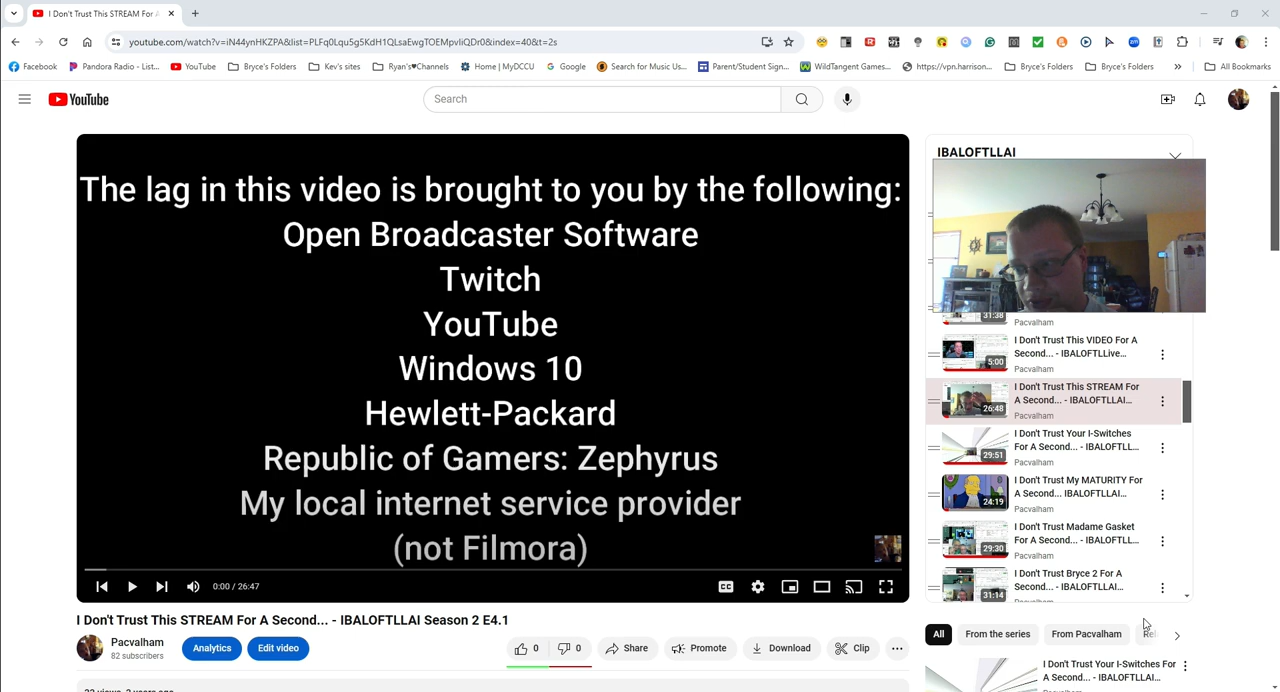 I Don't Trust This STREAM For A
youtube.com/watch?v=iN44ynHKZPA&list=PLFq0Lqu5g5KdH1QLsaEwgTOEMpvIiQDr0&index=40&t=2s
Facebook
Pandora Radio - List...
YouTube
Bryce's Folders
Kev's sites
Ryan's♥Channels
Home | MyDCCU
Google
Search for Music Us...
Parent/Student Sign...
WildTangent Games...
https://vpn.harrison...
Bryce's Folders
Bryce's Folders
»
All Bookmarks
YouTube
Search
The lag in this video is brought to you by the following:
Open Broadcaster Software
Twitch
YouTube
Windows 10
Hewlett-Packard
Republic of Gamers: Zephyrus
My local internet service provider
(not Filmora)
0:00 / 26:47
CC
I Don't Trust This STREAM For A Second... - IBALOFTLLAI Season 2 E4.1
Pacvalham
82 subscribers
Analytics
Edit video
0
0
Share
Promote
Download
Clip
IBALOFTLLAI
31:38
Pacvalham
I Don't Trust This VIDEO For A
Second... - IBALOFTLLive...
5:00
Pacvalham
I Don't Trust This STREAM For
A Second... - IBALOFTLLAI...
26:48
Pacvalham
I Don't Trust Your I-Switches
For A Second... - IBALOFTLL...
29:51
Pacvalham
I Don't Trust My MATURITY For
A Second... IBALOFTLLAI...
24:19
Pacvalham
I Don't Trust Madame Gasket
For A Second... - IBALOFTLL...
29:30
Pacvalham
I Don't Trust Bryce 2 For A
Second... - IBALOFTLLAI...
31:14
All
From the series
From Pacvalham
I Don't Trust Your I-Switches For
A Second... - IBALOFTLLAI...